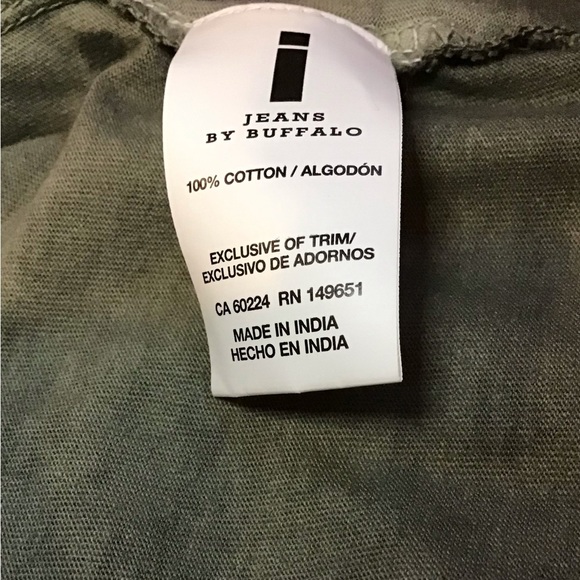 i
JEANS
BY BUFFALO
100% COTTON / ALGODÓN
EXCLUSIVE OF TRIM/
EXCLUSIVO DE ADORNOS
CA 60224 RN 149651
MADE IN INDIA
HECHO EN INDIA